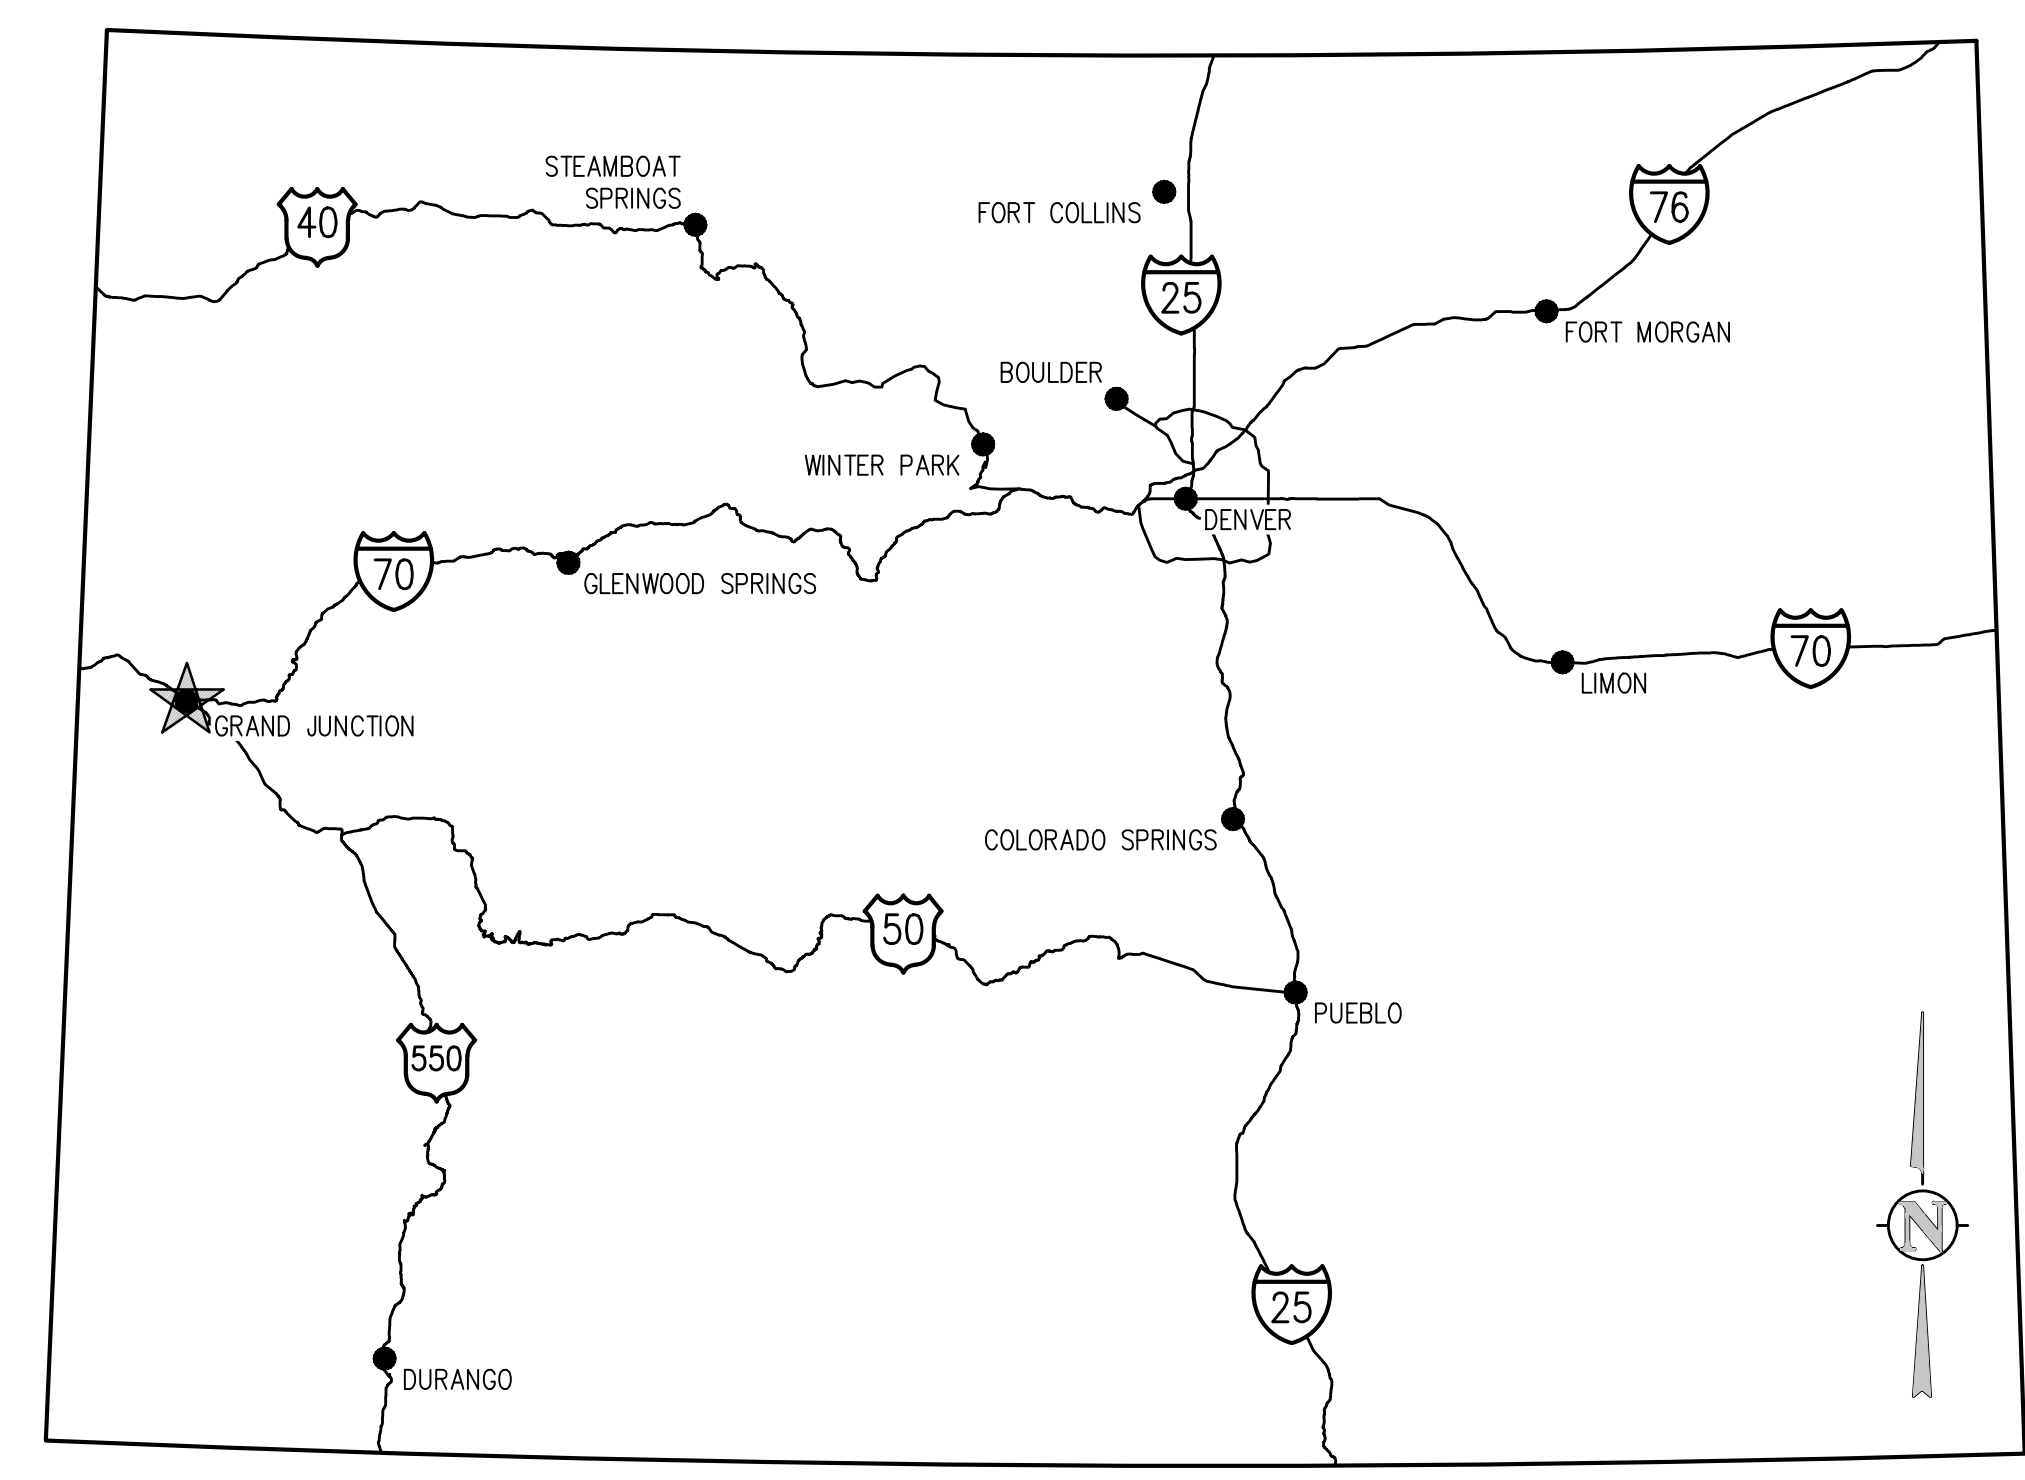 STEAMBOAT
SPRINGS
40
FORT COLLINS
76
25
FORT MORGAN
BOULDER
WINTER PARK
DENVER
70
GLENWOOD SPRINGS
70
LIMON
GRAND JUNCTION
COLORADO SPRINGS
50
PUEBLO
550
N
25
DURANGO